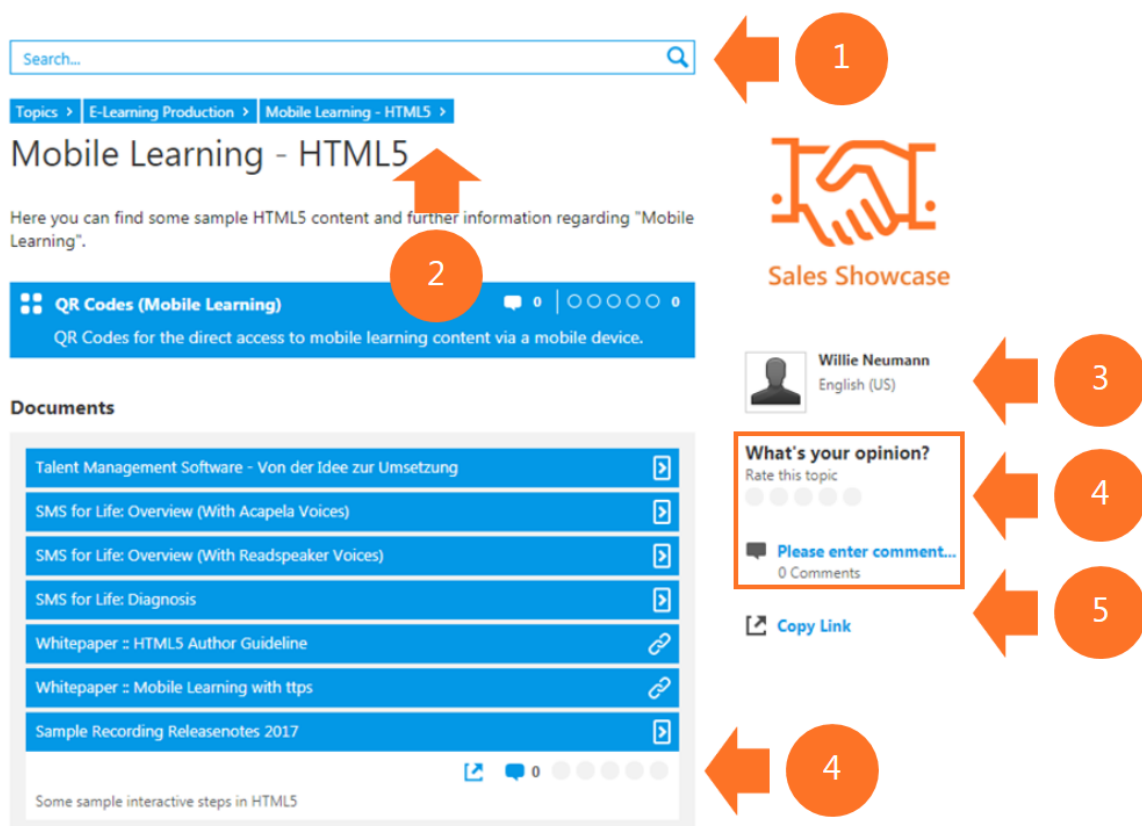 Search...
1
Topics > E-Learning Production > Mobile Learning - HTML5 >
Mobile Learning - HTML5
Here you can find some sample HTML5 content and further information regarding "Mobile
Learning".
2
Sales Showcase
QR Codes (Mobile Learning) 0 0
QR Codes for the direct access to mobile learning content via a mobile device.
Willie Neumann
English (US)
3
Documents
What's your opinion?
Rate this topic
4
Please enter comment...
0 Comments
Copy Link
5
Talent Management Software - Von der Idee zur Umsetzung
SMS for Life: Overview (With Acapela Voices)
SMS for Life: Overview (With Readspeaker Voices)
SMS for Life: Diagnosis
Whitepaper :: HTML5 Author Guideline
Whitepaper :: Mobile Learning with ttps
Sample Recording Releasenotes 2017
0
4
Some sample interactive steps in HTML5